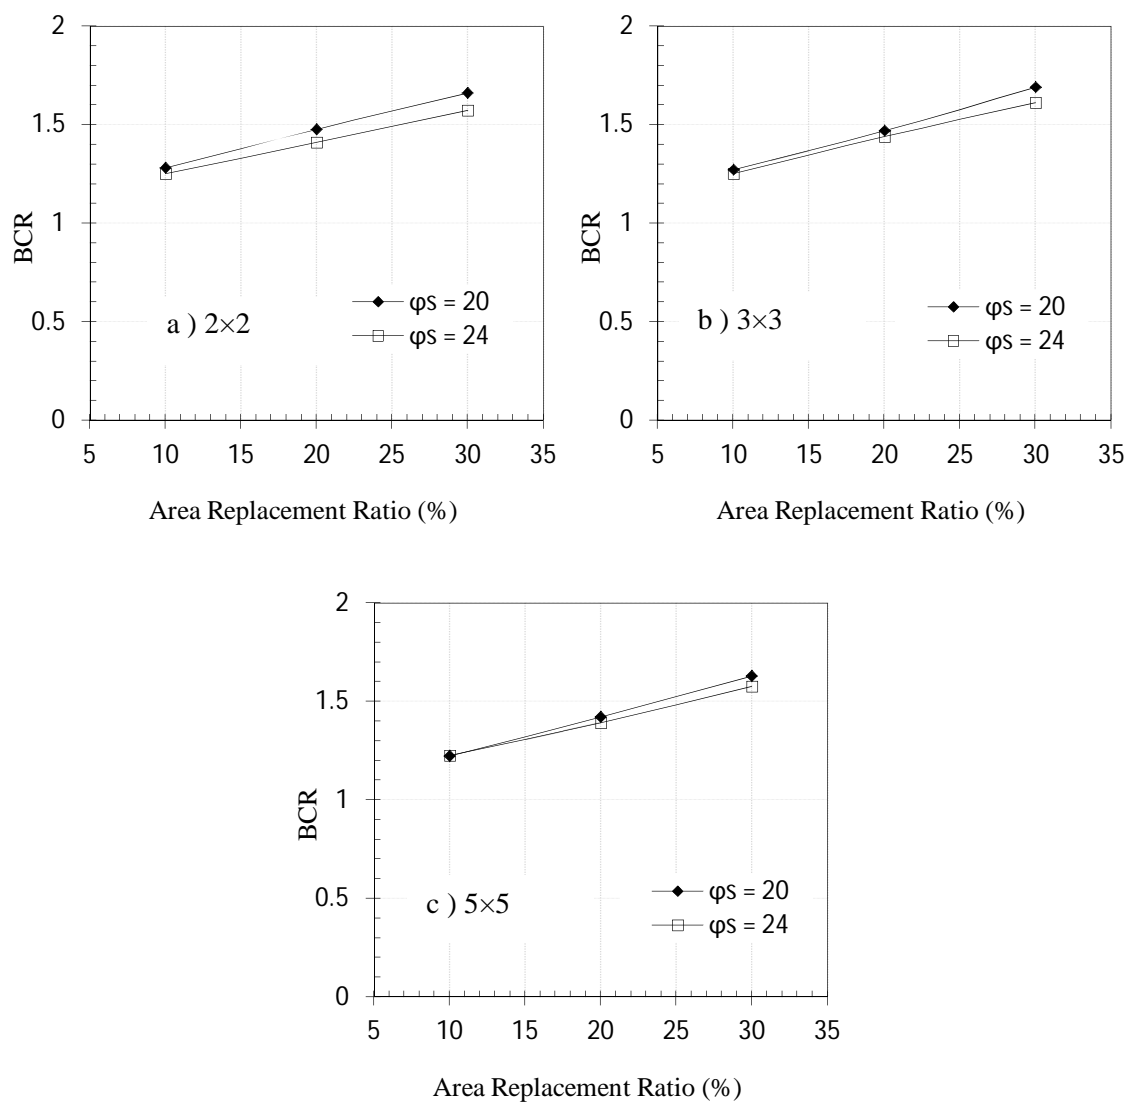 2
1.5
1
0.5
0
BCR
a ) 2×2
φs = 20
φs = 24
5 10 15 20 25 30 35
Area Replacement Ratio (%)
2
1.5
1
0.5
0
BCR
b ) 3×3
φs = 20
φs = 24
5 10 15 20 25 30 35
Area Replacement Ratio (%)
2
1.5
1
0.5
0
BCR
c ) 5×5
φs = 20
φs = 24
5 10 15 20 25 30 35
Area Replacement Ratio (%)